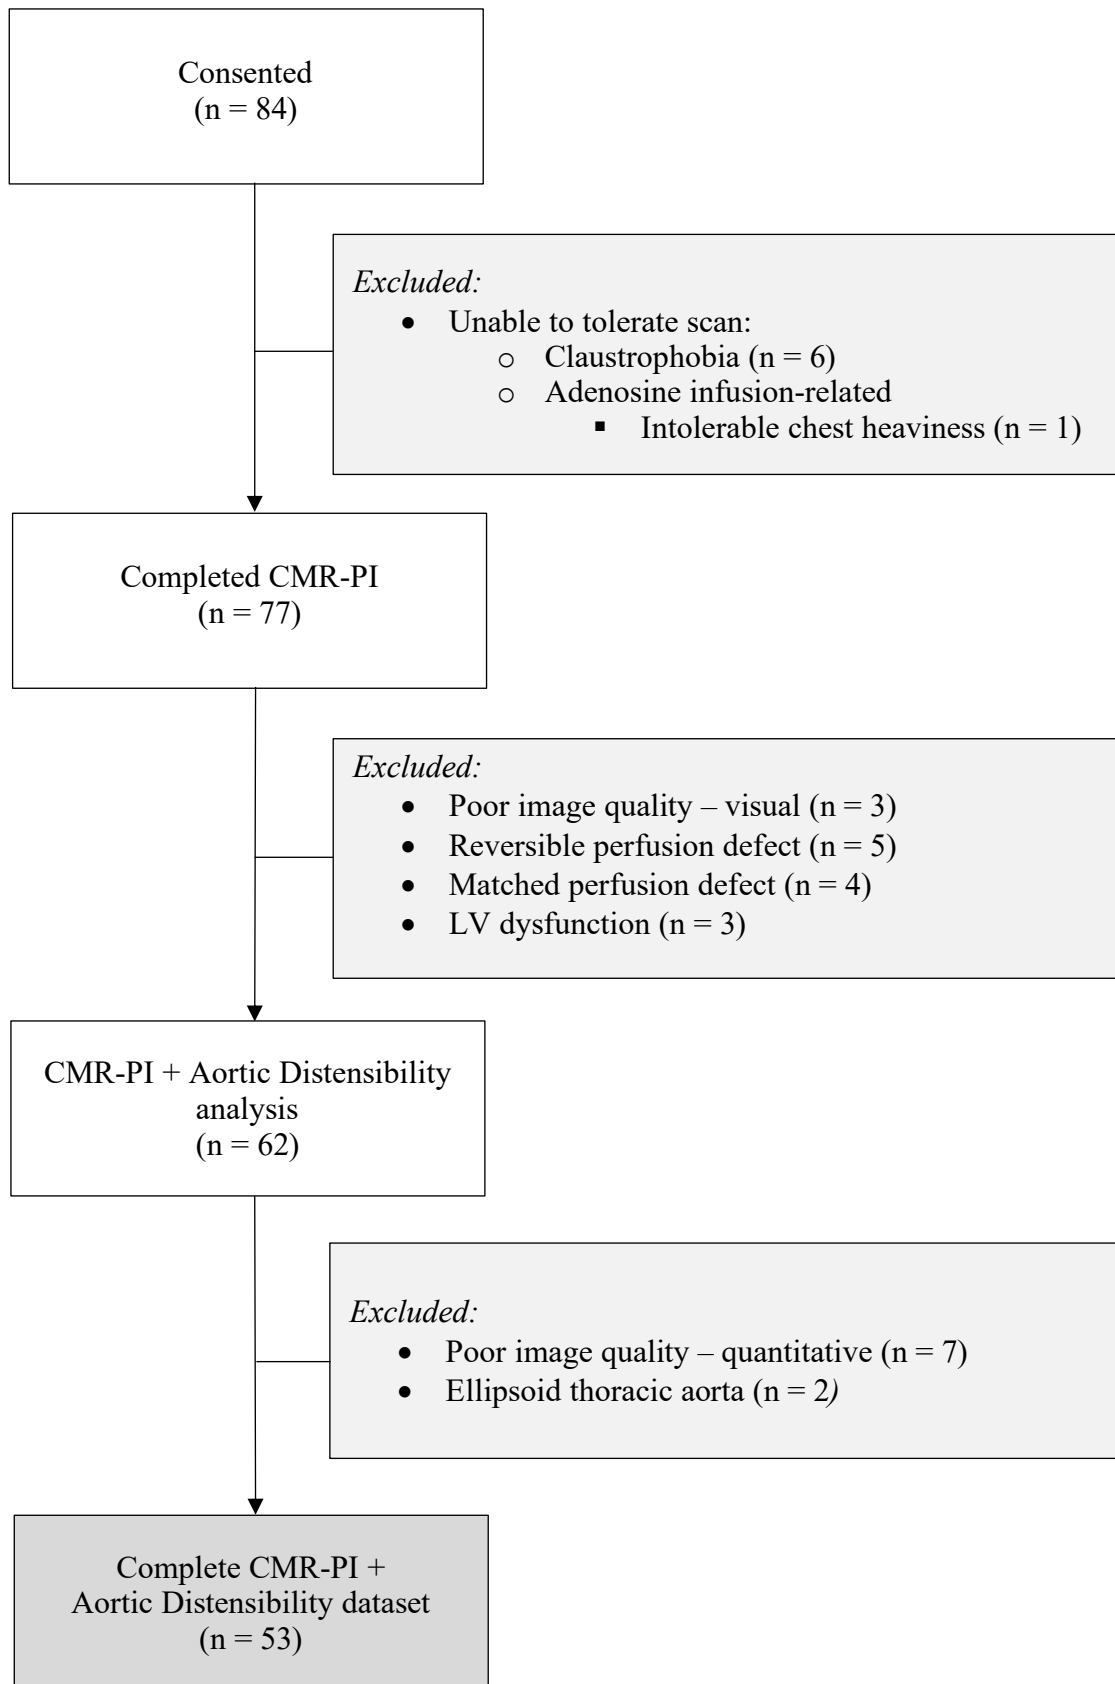 Consented
(n = 84)
Excluded:
• Unable to tolerate scan:
o Claustrophobia (n = 6)
o Adenosine infusion-related
▪ Intolerable chest heaviness (n = 1)
Completed CMR-PI
(n = 77)
Excluded:
• Poor image quality – visual (n = 3)
• Reversible perfusion defect (n = 5)
• Matched perfusion defect (n = 4)
• LV dysfunction (n = 3)
CMR-PI + Aortic Distensibility
analysis
(n = 62)
Excluded:
• Poor image quality – quantitative (n = 7)
• Ellipsoid thoracic aorta (n = 2)
Complete CMR-PI +
Aortic Distensibility dataset
(n = 53)